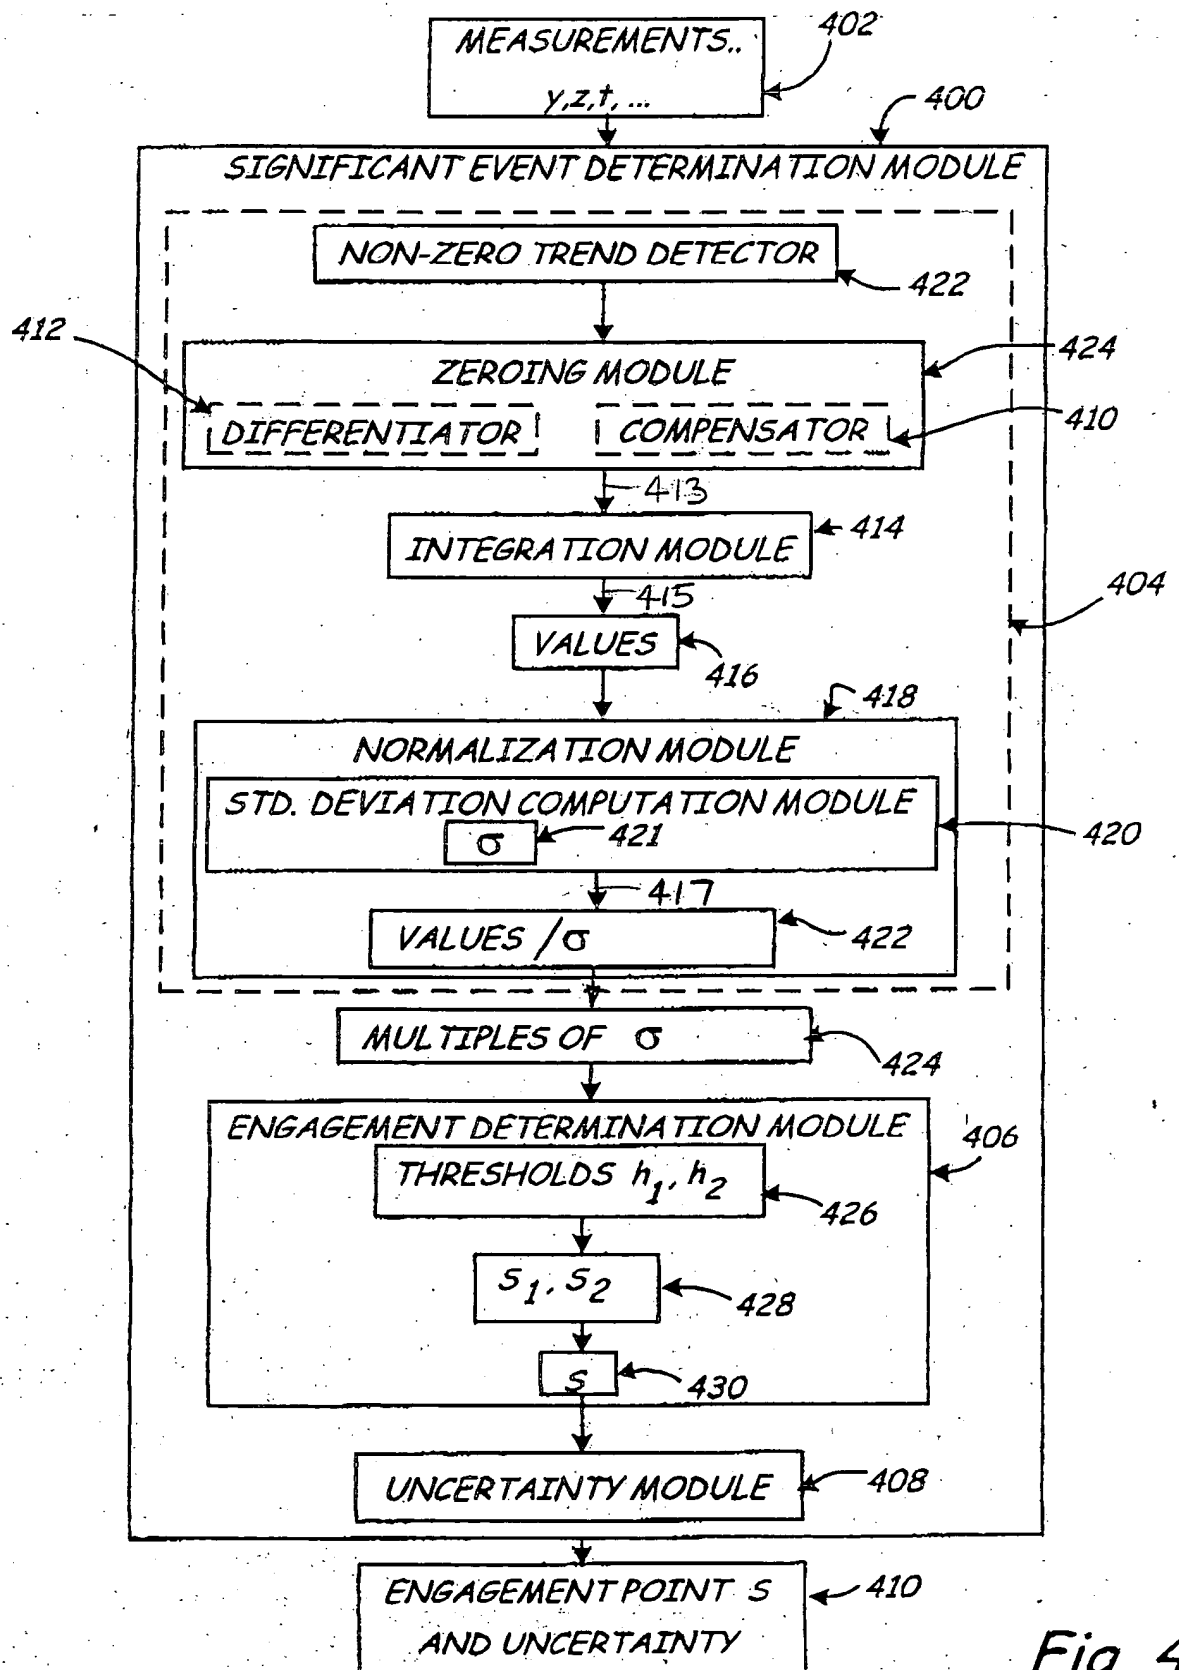 MEASUREMENTS..
402
y,z,t, ...
400
SIGNIFICANT EVENT DETERMINATION MODULE
NON-ZERO TREND DETECTOR
422
412
424
ZEROING MODULE
DIFFERENTIATOR
COMPENSATOR
410
413
INTEGRATION MODULE
414
415
404
VALUES
416
418
NORMALIZATION MODULE
STD. DEVIATION COMPUTATION MODULE
σ
421
420
417
VALUES /σ
422
MULTIPLES OF σ
424
ENGAGEMENT DETERMINATION MODULE
406
THRESHOLDS h1, h2
426
S1, S2
428
S
430
UNCERTAINTY MODULE
408
ENGAGEMENT POINT S
410
AND UNCERTAINTY
Fig 4